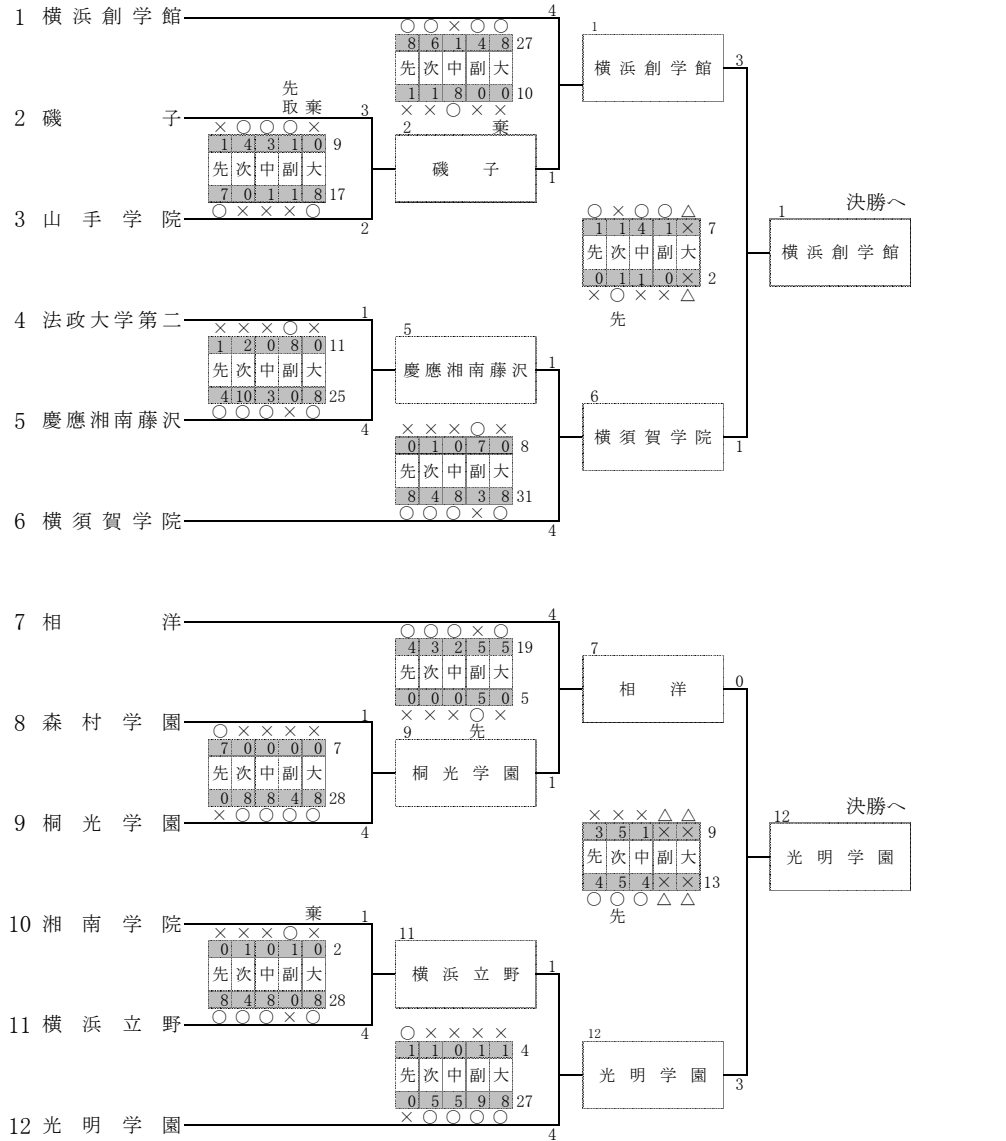 1 横浜創学館 4
○ ○ × ○ ○
8 6 1 4 8 27
先 次 中 副 大
1 1 8 0 0 10
× × ○ × ×
棄
1
横浜創学館 3
先
取 棄
2 磯子 3
× ○ ○ ○ ×
1 4 3 1 0 9
先 次 中 副 大
7 0 1 1 8 17
○ × × × ○
3 山手学院 2
2
磯子 1
○ × ○ ○ △
1 1 4 1 × 7
先 次 中 副 大
0 1 1 0 × 2
× ○ × × △
先
決勝へ
1
横浜創学館
4 法政大学第二 1
× × × ○ ×
1 2 0 8 0 11
先 次 中 副 大
4 10 3 0 8 25
○ ○ ○ × ○
5 慶應湘南藤沢 4
5
慶應湘南藤沢 1
× × × ○ ×
0 1 0 7 0 8
先 次 中 副 大
8 4 8 3 8 31
○ ○ ○ × ○
6 横須賀学院 4
6
横須賀学院 1
7 相洋 4
○ ○ ○ × ○
4 3 2 5 5 19
先 次 中 副 大
0 0 0 5 0 5
× × × ○ ×
先
7
相洋 0
8 森村学園 1
○ × × × ×
7 0 0 0 0 7
先 次 中 副 大
0 8 8 4 8 28
× ○ ○ ○ ○
9 桐光学園 4
9
桐光学園 1
× × × △ △
3 5 1 × × 9
先 次 中 副 大
4 5 4 × × 13
○ ○ ○ △ △
先
決勝へ
12
光明学園
棄
10 湘南学院 1
× × × ○ ×
0 1 0 1 0 2
先 次 中 副 大
8 4 8 0 8 28
○ ○ ○ × ○
11 横浜立野 4
11
横浜立野 1
○ × × × ×
1 1 0 1 1 4
先 次 中 副 大
0 5 5 9 8 27
× ○ ○ ○ ○
12 光明学園 4
12
光明学園 3